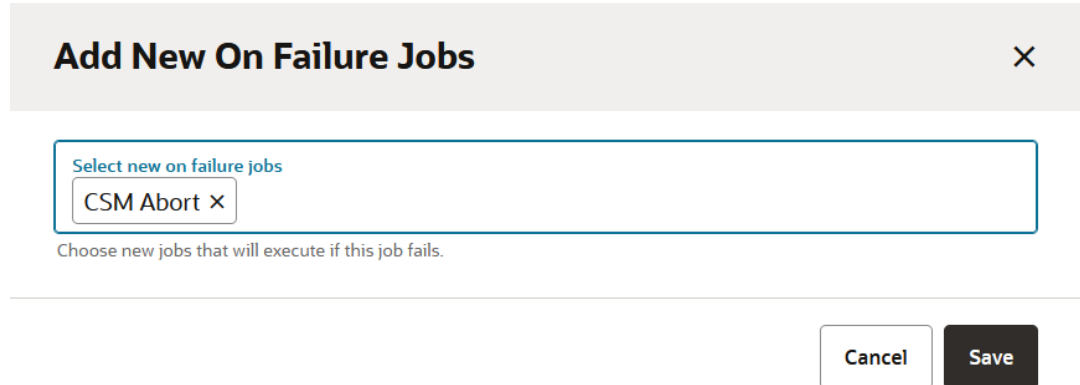 Add New On Failure Jobs ×
Select new on failure jobs
CSM Abort ×
Choose new jobs that will execute if this job fails.
Cancel Save